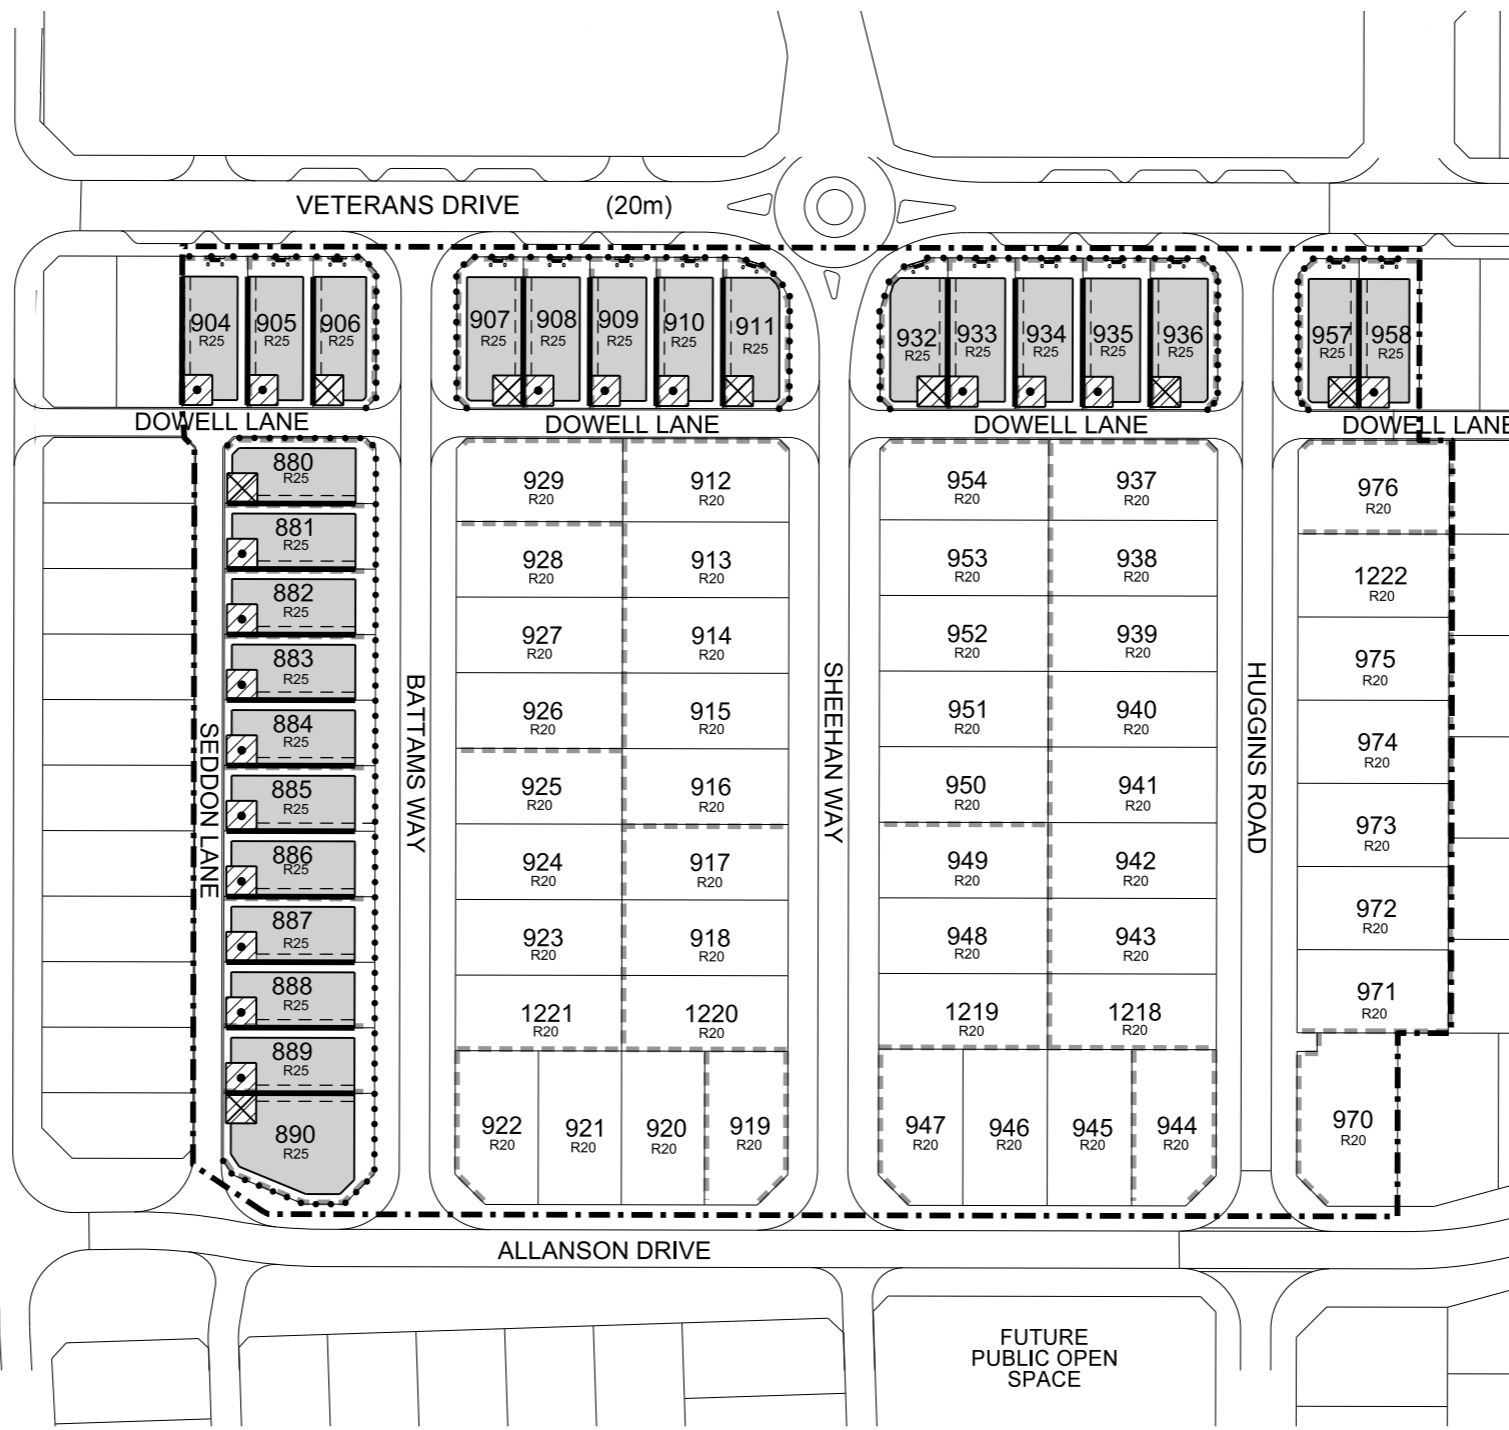 VETERANS DRIVE (20m)
904
R25
905
R25
906
R25
907
R25
908
R25
909
R25
910
R25
911
R25
932
R25
933
R25
934
R25
935
R25
936
R25
957
R25
958
R25
DOWELL LANE
DOWELL LANE
DOWELL LANE
DOWELL LANE
880
R25
881
R25
882
R25
883
R25
884
R25
885
R25
886
R25
887
R25
888
R25
889
R25
890
R25
SEDDON LANE
BATTAMS WAY
929
R20
912
R20
928
R20
913
R20
927
R20
914
R20
926
R20
915
R20
925
R20
916
R20
924
R20
917
R20
923
R20
918
R20
1221
R20
1220
R20
922
R20
921
R20
920
R20
919
R20
SHEEHAN WAY
954
R20
937
R20
953
R20
938
R20
952
R20
939
R20
951
R20
940
R20
950
R20
941
R20
949
R20
942
R20
948
R20
943
R20
1219
R20
1218
R20
947
R20
946
R20
945
R20
944
R20
HUGGINS ROAD
976
R20
1222
R20
975
R20
974
R20
973
R20
972
R20
971
R20
970
R20
ALLANSON DRIVE
FUTURE
PUBLIC OPEN
SPACE